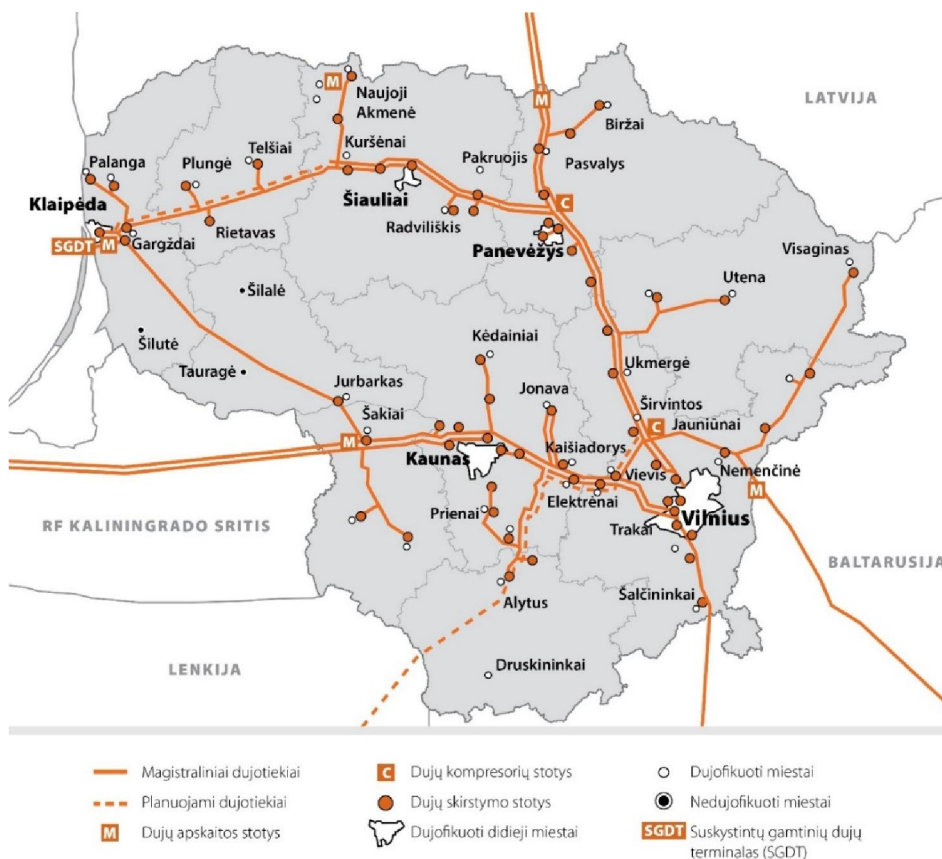 LATVIJA
M
Naujoji
Akmenė
M
Biržai
Palanga
Plungė
Telšiai
Kuršėnai
Pakruojis
Pasvalys
Klaipėda
Šiauliai
C
SGDT
M
Gargždai
Rietavas
Radviliškis
Panevėžys
Visaginas
Utena
Šilalė
Šilutė
Kėdainiai
Tauragė
Ukmergė
Jurbarkas
Jonava
Širvintos
Šakiai
C
Jauniūnai
M
Kaunas
Kaišiadorys
Vievis
Nemenčinė
M
Elektrėnai
RF KALININGRADO SRITIS
Prienai
Vilnius
Trakai
BALTARUSIJA
Alytus
Šalčininkai
LENKIJA
Druskininkai
Magistraliniai dujotiekiai
C Dujų kompresorių stotys
Dujofikuoti miestai
Planuojami dujotiekiai
Dujų skirstymo stotys
Nedujofikuoti miestai
M Dujų apskaitos stotys
Dujofikuoti didieji miestai
SGDT Suskystintų gamtinių dujų
terminalas (SGDT)